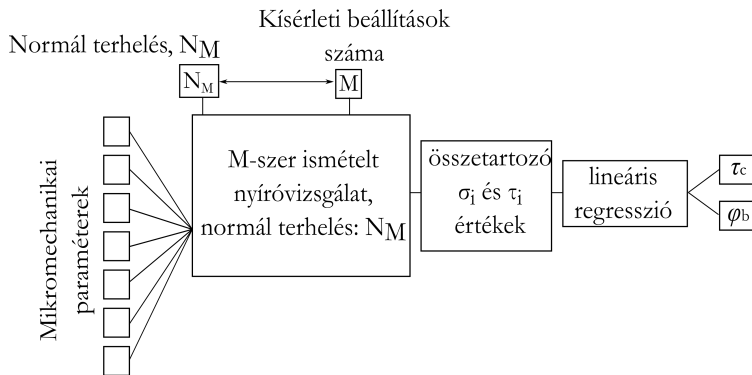 Kísérleti beállítások
száma
Normál terhelés, N_M
N_M
M
Mikromechanikai
paraméterek
M-szer ismételt
nyíróvizsgálat,
normál terhelés: N_M
összetartozó
σ_i és τ_i
értékek
lineáris
regresszió
τ_c
φ_b